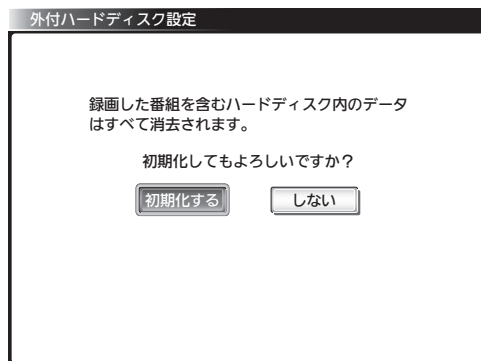 外付ハードディスク設定
録画した番組を含むハードディスク内のデータ
はすべて消去されます。
初期化してもよろしいですか？
初期化する
しない